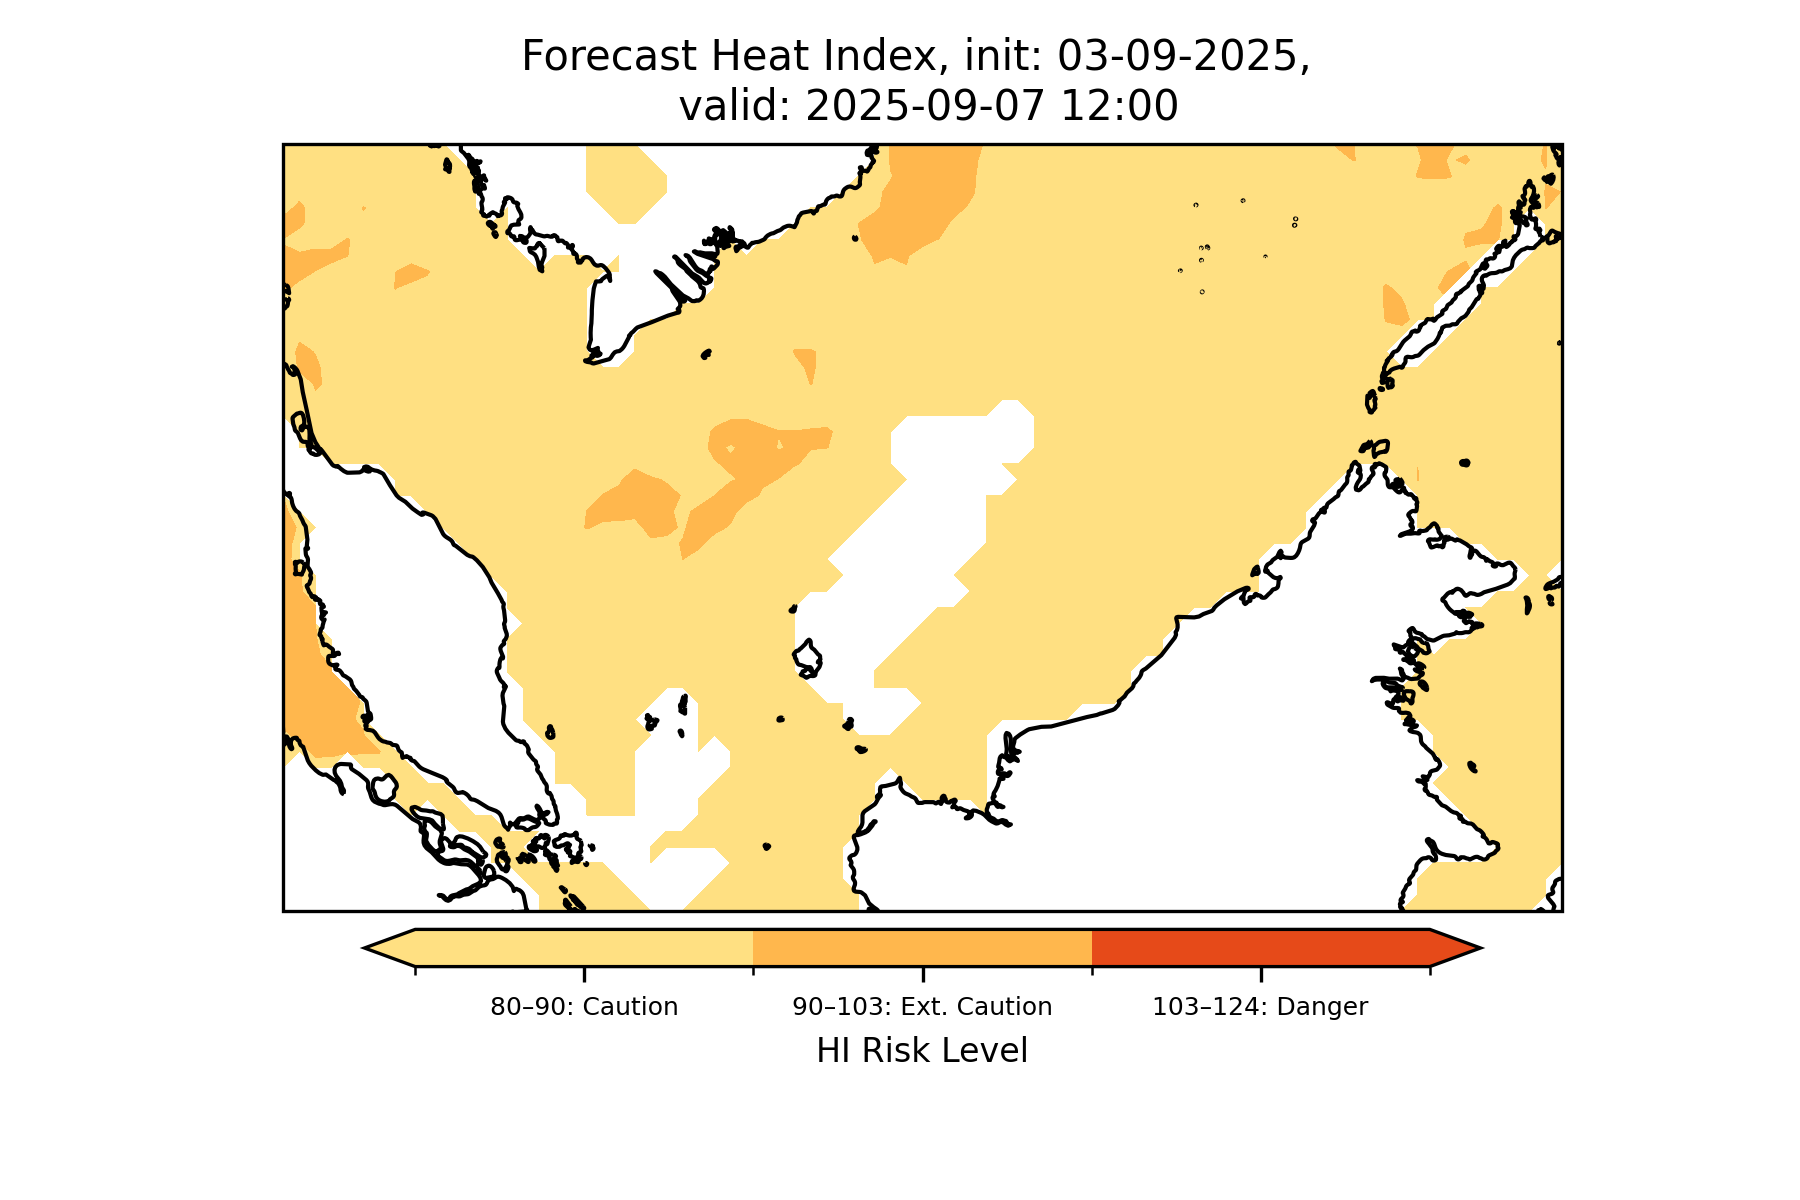 Forecast Heat Index, init: 03-09-2025,
valid: 2025-09-07 12:00
80–90: Caution
90–103: Ext. Caution
103–124: Danger
HI Risk Level